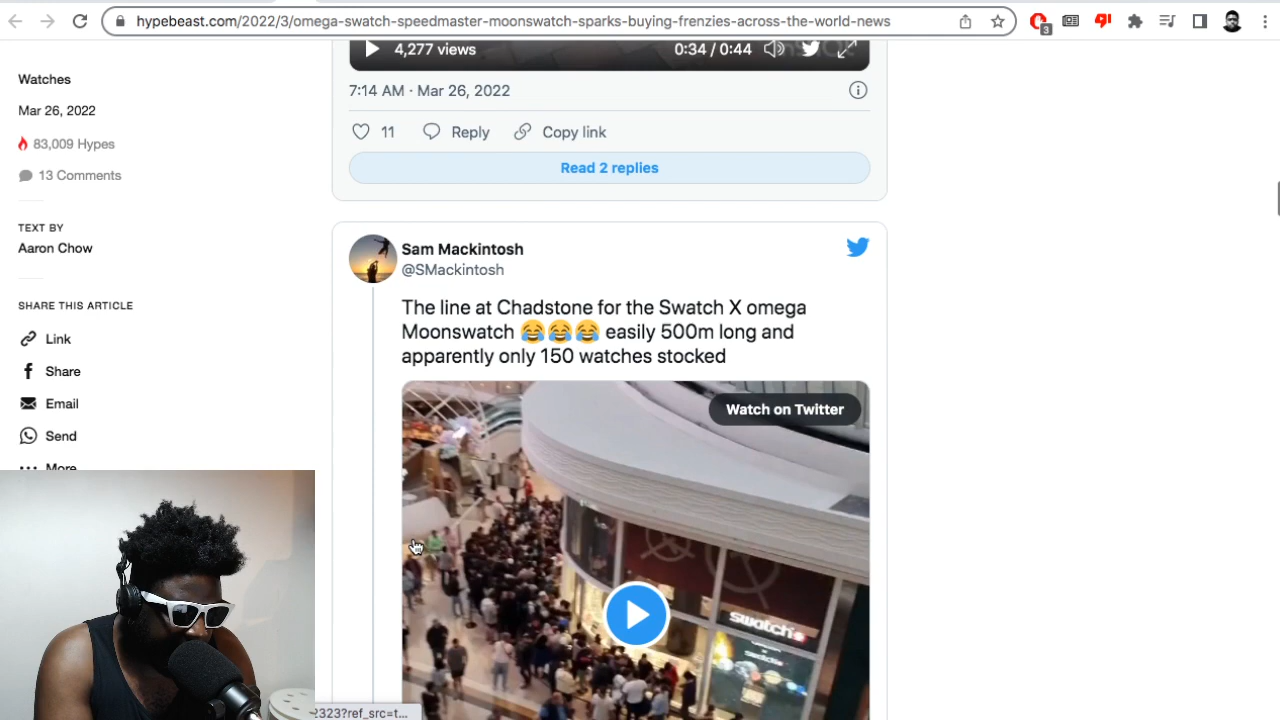 hypebeast.com/2022/3/omega-swatch-speedmaster-moonswatch-sparks-buying-frenzies-across-the-world-news
3
4,277 views
0:34 / 0:44
Watches
7:14 AM · Mar 26, 2022
Mar 26, 2022
11 Reply Copy link
83,009 Hypes
Read 2 replies
13 Comments
TEXT BY
Aaron Chow
Sam Mackintosh
@SMackintosh
SHARE THIS ARTICLE
The line at Chadstone for the Swatch X omega
Moonswatch 😂😂😂 easily 500m long and
apparently only 150 watches stocked
Link
Share
Email
Send
More
Watch on Twitter
swatch
2323?ref_src=t...